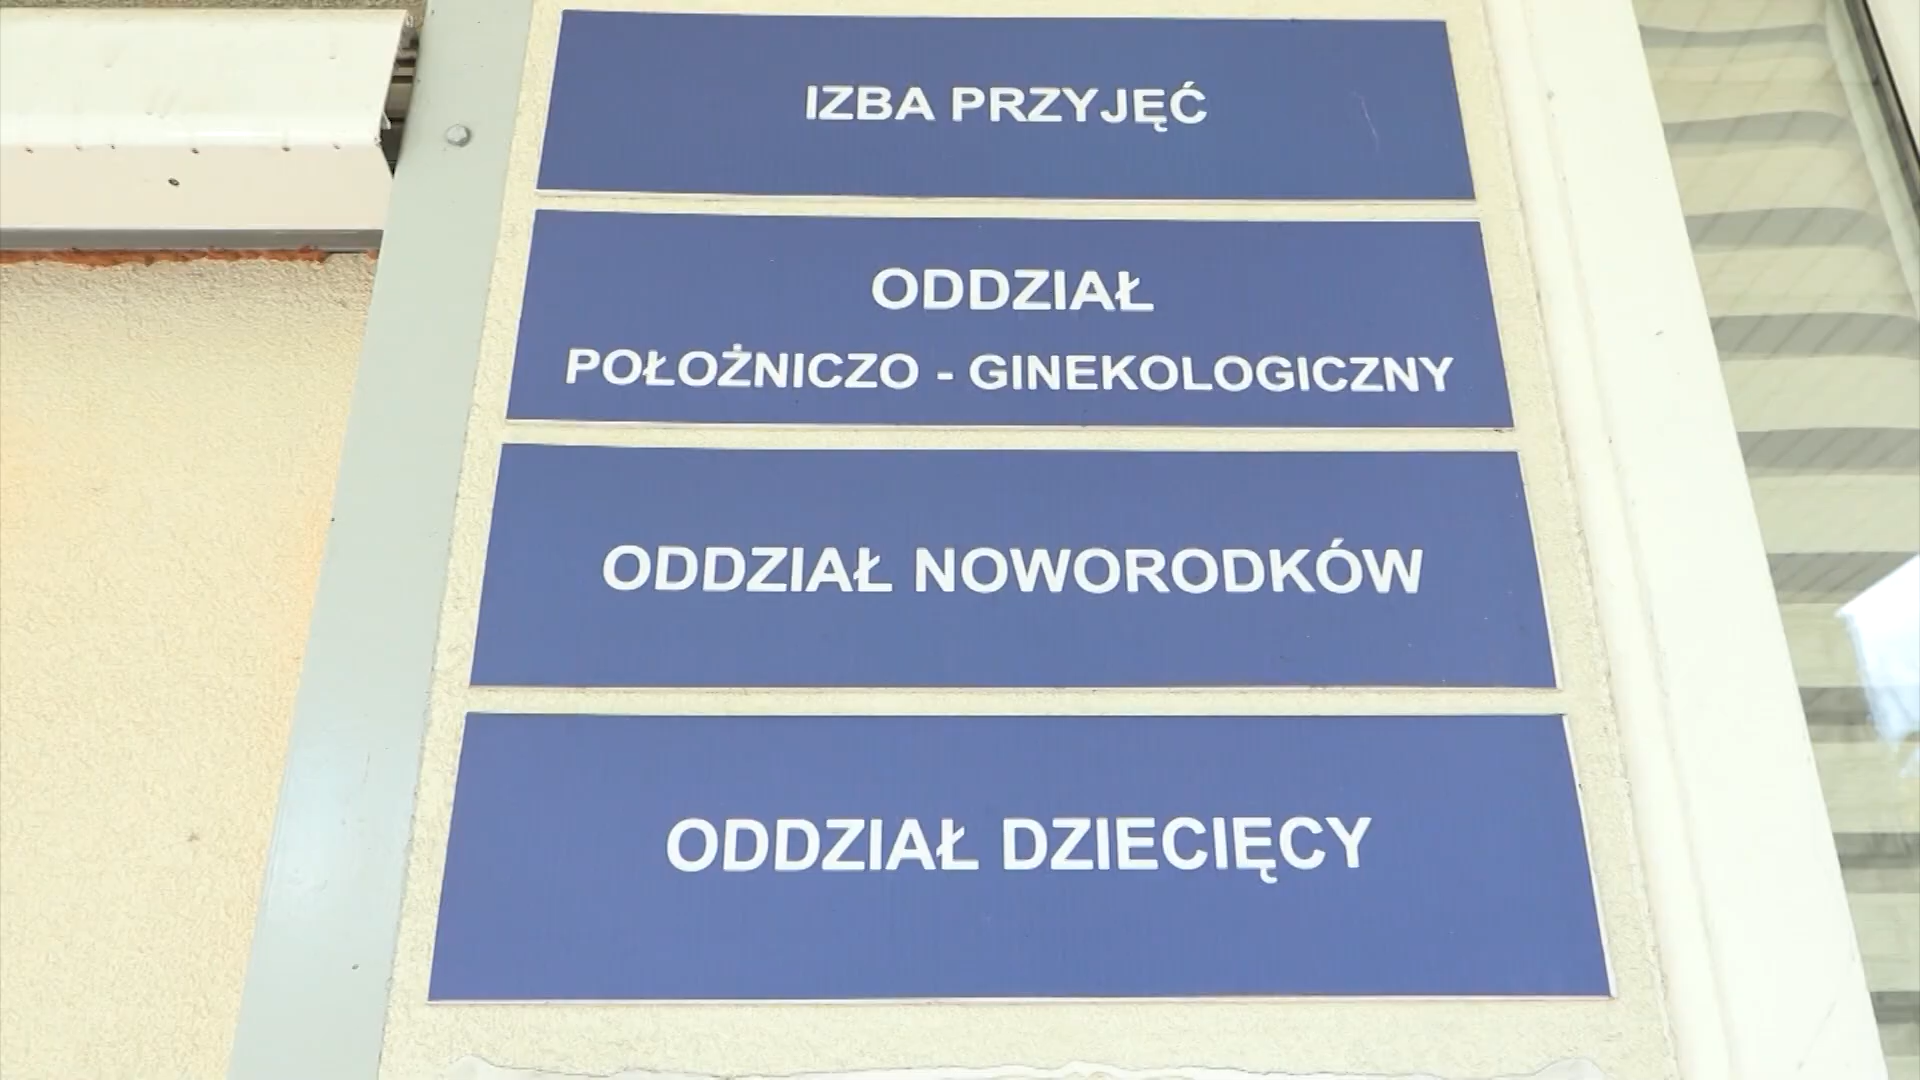 IZBA PRZYJĘĆ
ODDZIAŁ
POŁOŻNICZO - GINEKOLOGICZNY
ODDZIAŁ NOWORODKÓW
ODDZIAŁ DZIECIĘCY